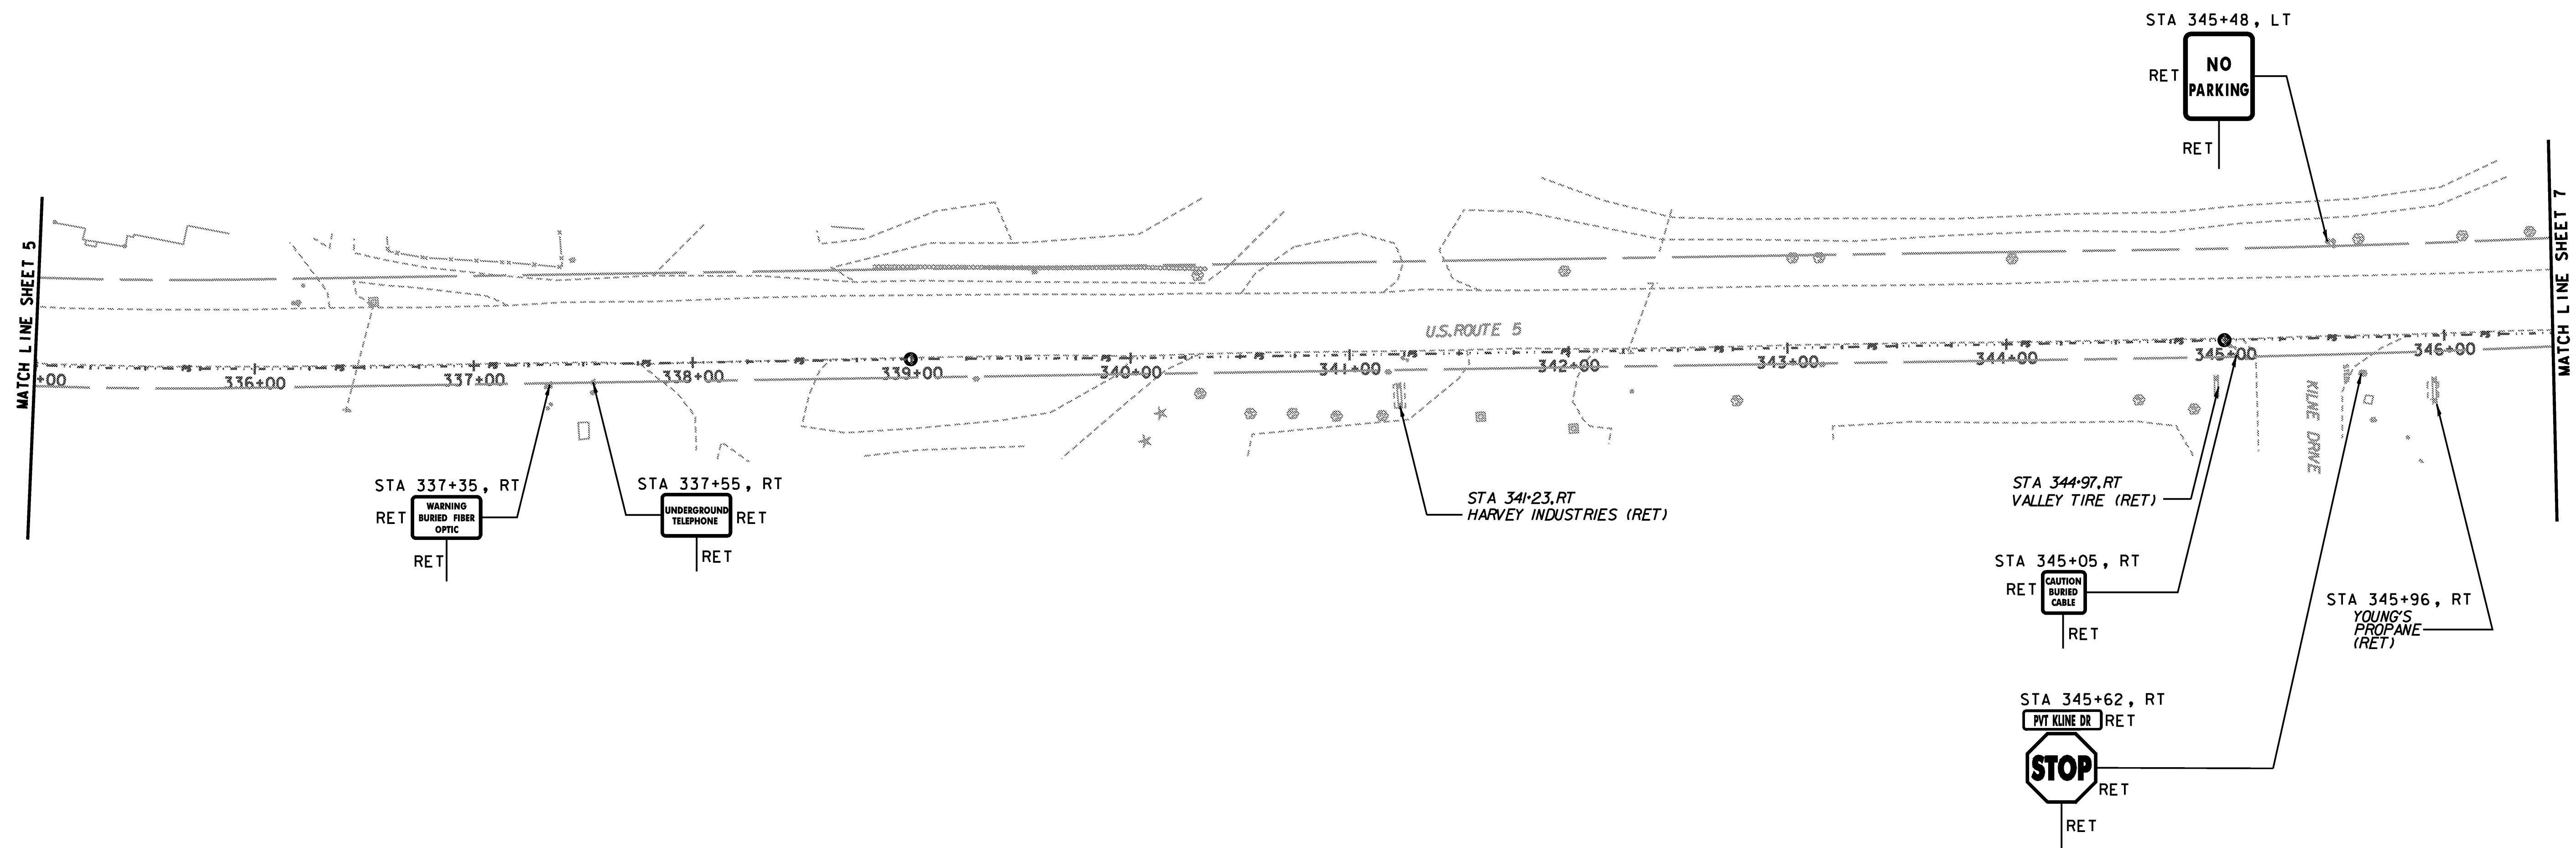 STA 345+48, LT
RET
NO
PARKING
RET
MATCH LINE SHEET 5
MATCH LINE SHEET 7
U.S.ROUTE 5
+00
336+00
337+00
338+00
339+00
340+00
341+00
342+00
343+00
344+00
345+00
346+00
KILNE DRIVE
STA 337+35, RT
RET
WARNING
BURIED FIBER
OPTIC
RET
STA 337+55, RT
UNDERGROUND
TELEPHONE
RET
RET
STA 341+23,RT
HARVEY INDUSTRIES (RET)
STA 344+97,RT
VALLEY TIRE (RET)
STA 345+05, RT
RET
CAUTION
BURIED
CABLE
RET
STA 345+96, RT
YOUNG'S
PROPANE
(RET)
STA 345+62, RT
PVT KLINE DR RET
STOP
RET
RET